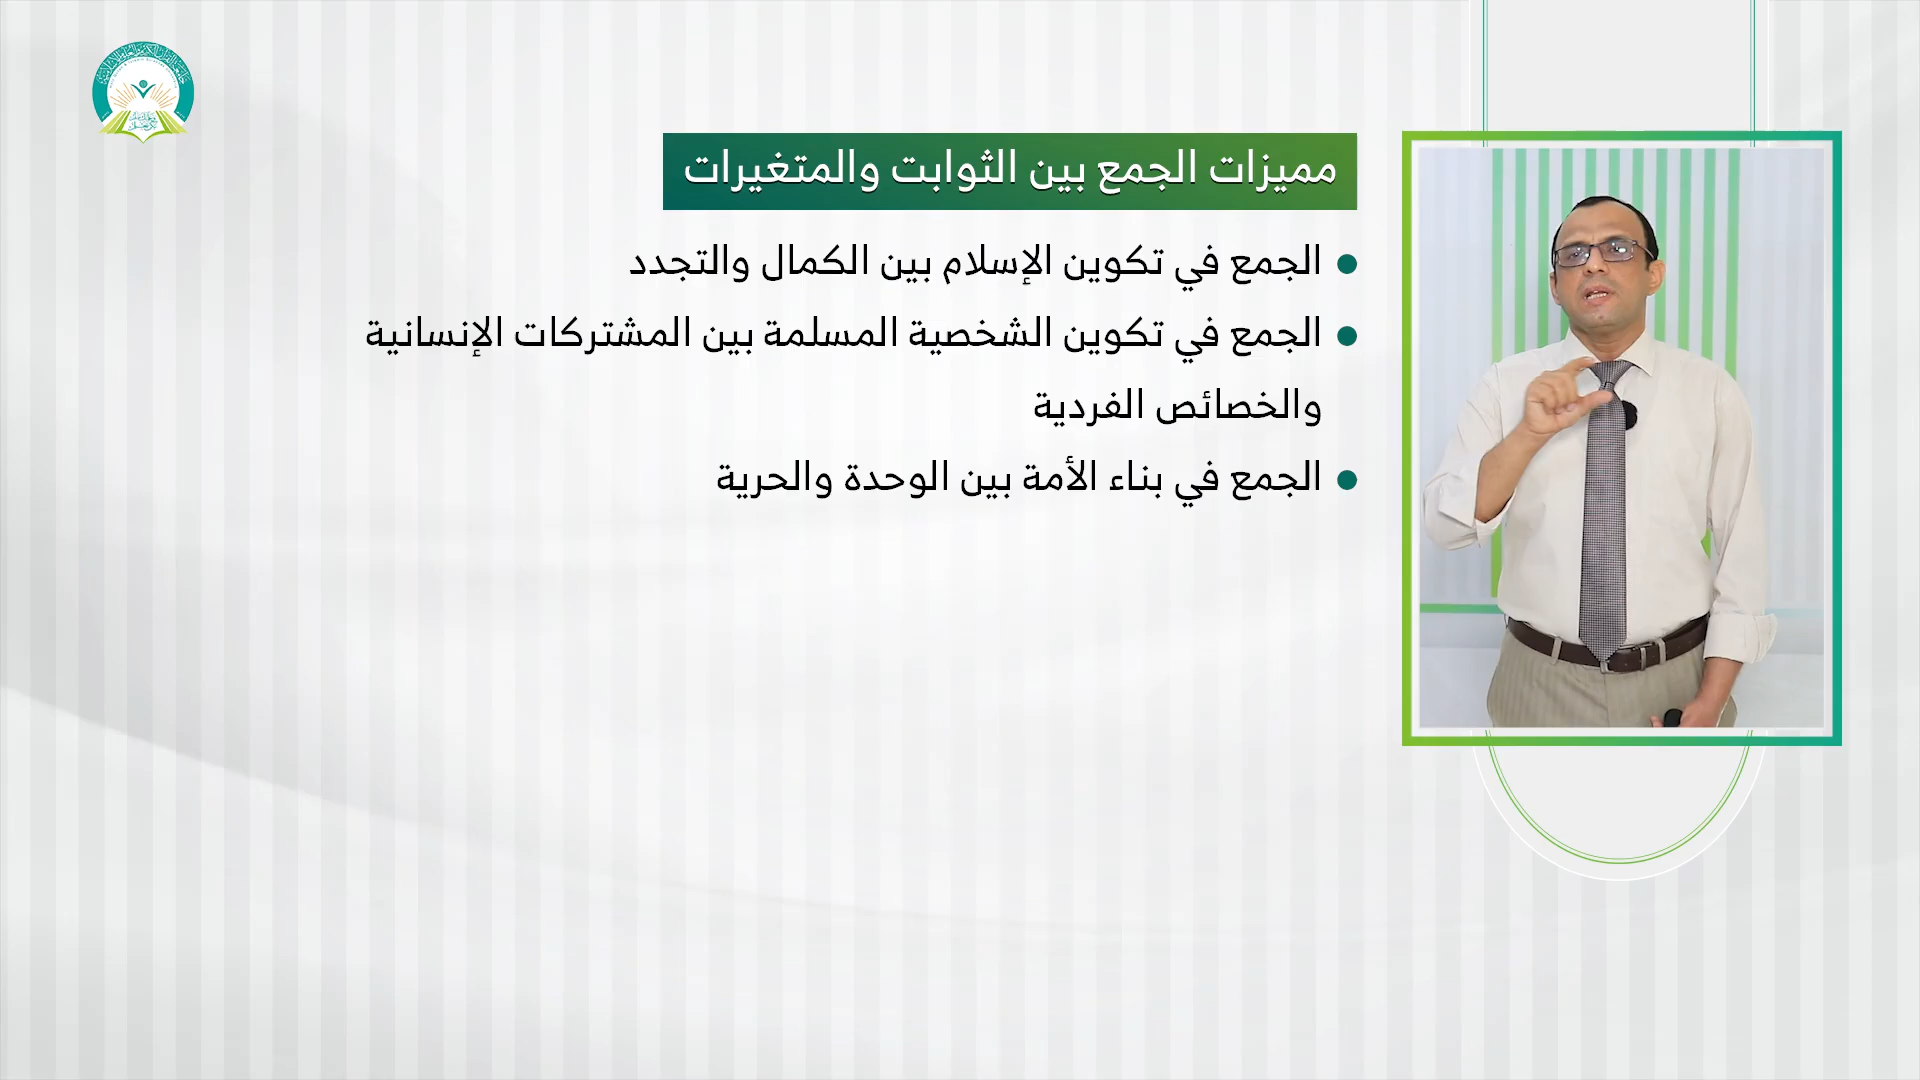 مميزات الجمع بين الثوابت والمتغيرات
● الجمع في تكوين الإسلام بين الكمال والتجدد
● الجمع في تكوين الشخصية المسلمة بين المشتركات الإنسانية
والخصائص الفردية
● الجمع في بناء الأمة بين الوحدة والحرية